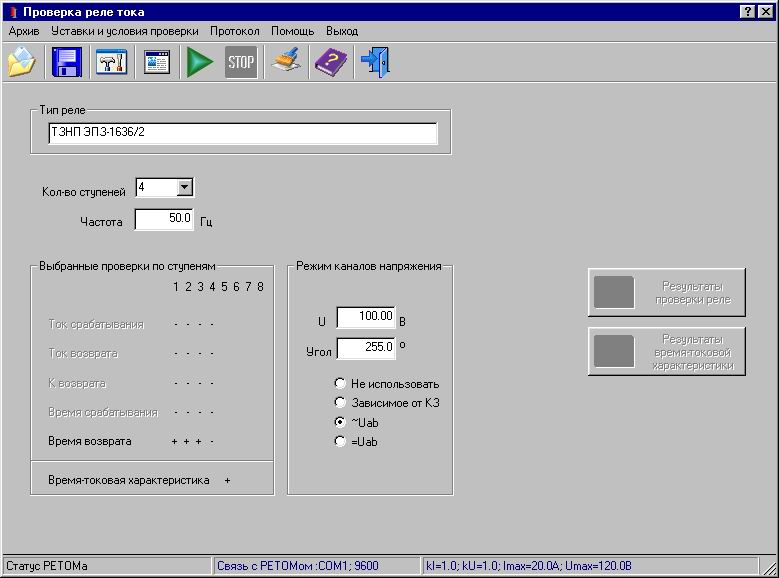 Проверка реле тока
Архив Уставки и условия проверки Протокол Помощь Выход
STOP
Тип реле
ТЗНП ЭПЗ-1636/2
Кол-во ступеней 4
Частота 50.0 Гц
Выбранные проверки по ступеням
1 2 3 4 5 6 7 8
Ток срабатывания - - - -
Ток возврата - - - -
К возврата - - - -
Время срабатывания - - - -
Время возврата + + + -
Время-токовая характеристика +
Режим каналов напряжения
U 100.00 В
Угол 255.0 о
Не использовать
Зависимое от КЗ
~Uab
=Uab
Результаты
проверки реле
Результаты
время-токовой
характеристики
Статус РЕТОМа
Связь с РЕТОМом :COM1; 9600
kI=1.0; kU=1.0; Imax=20.0A; Umax=120.0B